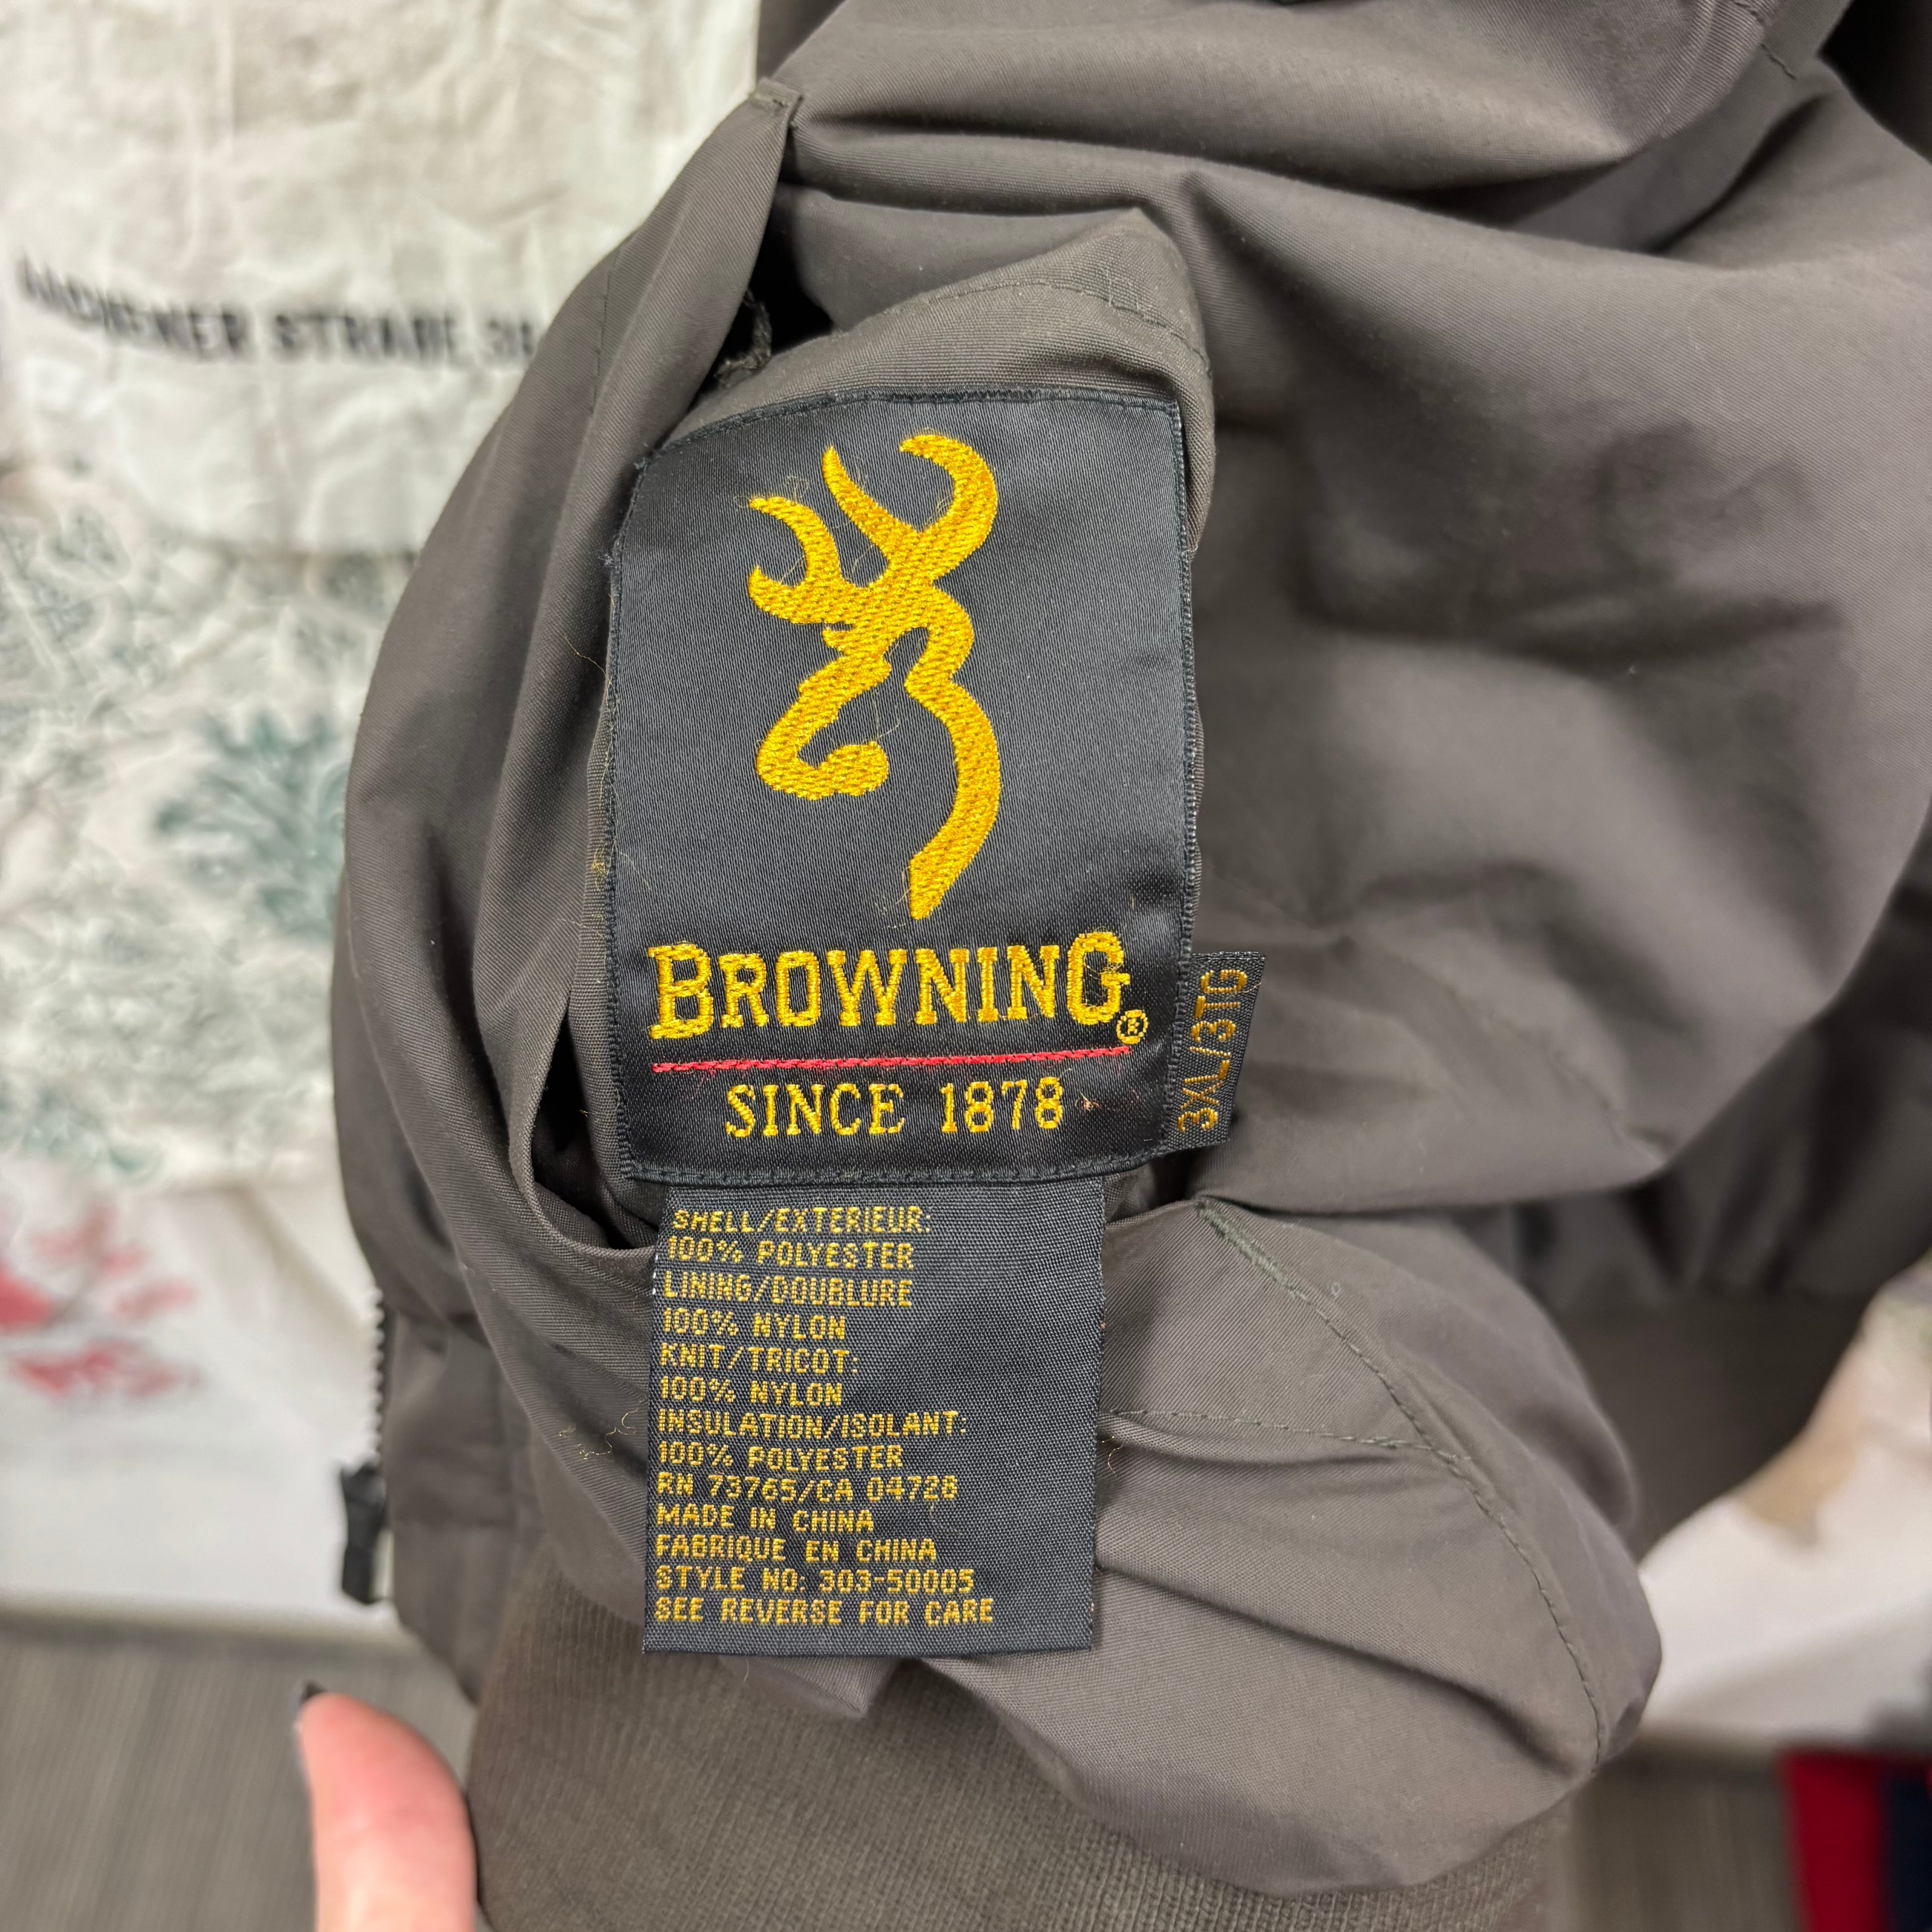 STRAßE 38
BROWNING®
SINCE 1878
3XL/3TG
SHELL/EXTERIEUR:
100% POLYESTER
LINING/DOUBLURE
100% NYLON
KNIT/TRICOT:
100% NYLON
INSULATION/ISOLANT:
100% POLYESTER
RN 73765/CA 04728
MADE IN CHINA
FABRIQUE EN CHINA
STYLE NO: 303-50005
SEE REVERSE FOR CARE